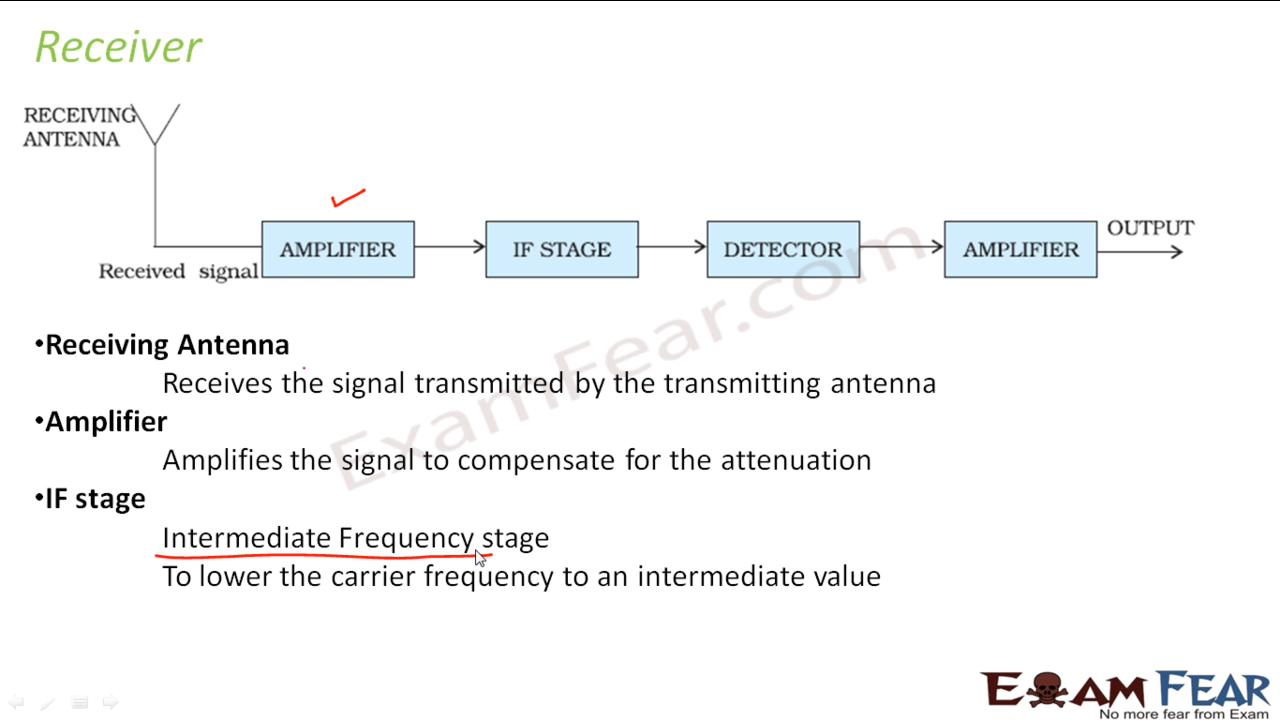 Receiver
RECEIVING
ANTENNA
Received signal
AMPLIFIER
IF STAGE
DETECTOR
AMPLIFIER
OUTPUT
•Receiving Antenna
Receives the signal transmitted by the transmitting antenna
•Amplifier
Amplifies the signal to compensate for the attenuation
•IF stage
Intermediate Frequency stage
To lower the carrier frequency to an intermediate value
ExamFear.com
EXAM FEAR
No more fear from Exam